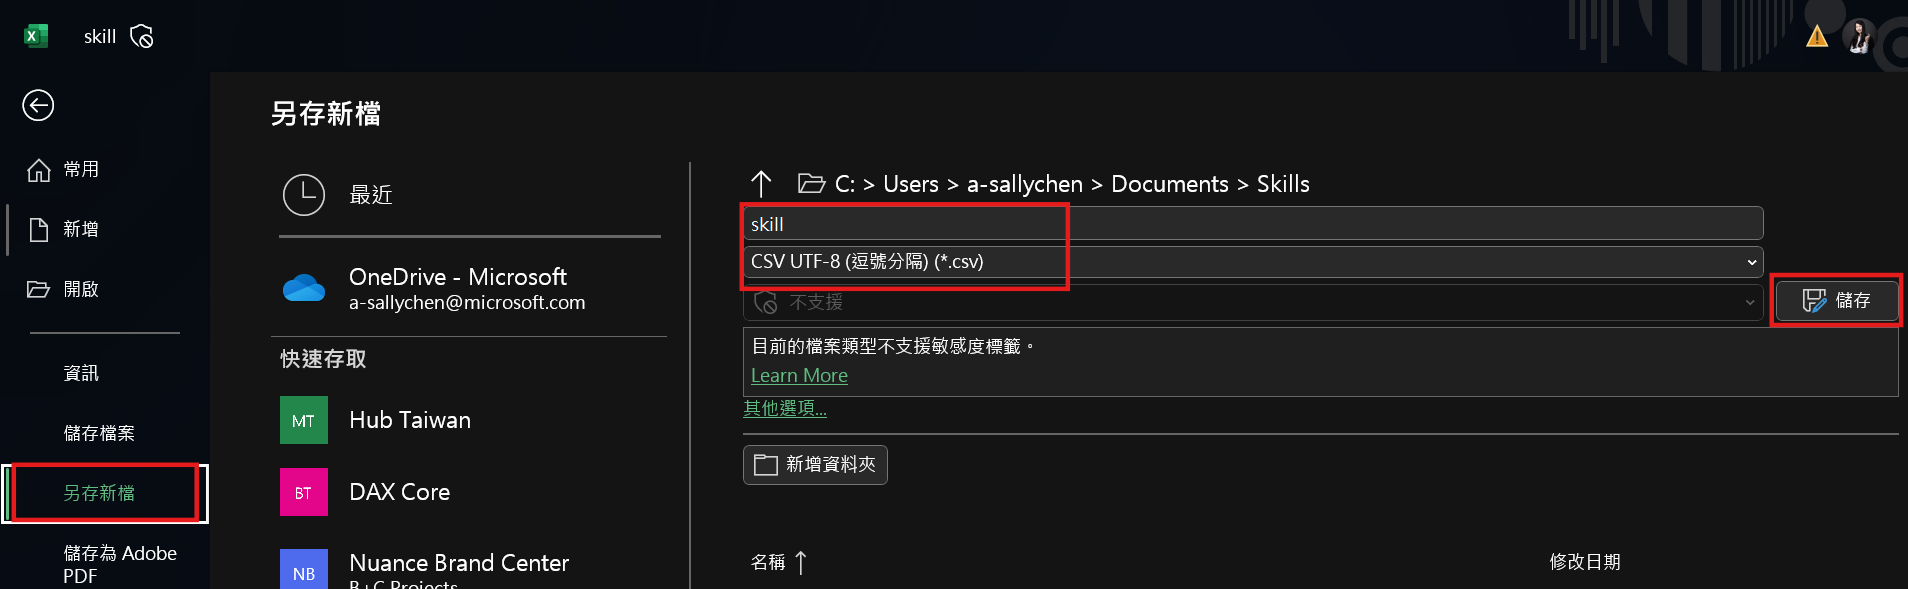 skill
常用
新增
開啟
資訊
儲存檔案
另存新檔
儲存為 Adobe
PDF
另存新檔
最近
OneDrive - Microsoft
a-sallychen@microsoft.com
快速存取
MT Hub Taiwan
BT DAX Core
NB Nuance Brand Center
B+C Projects
C: > Users > a-sallychen > Documents > Skills
skill
CSV UTF-8 (逗號分隔) (*.csv)
不支援
儲存
目前的檔案類型不支援敏感度標籤。
Learn More
其他選項...
新增資料夾
名稱 ↑
修改日期